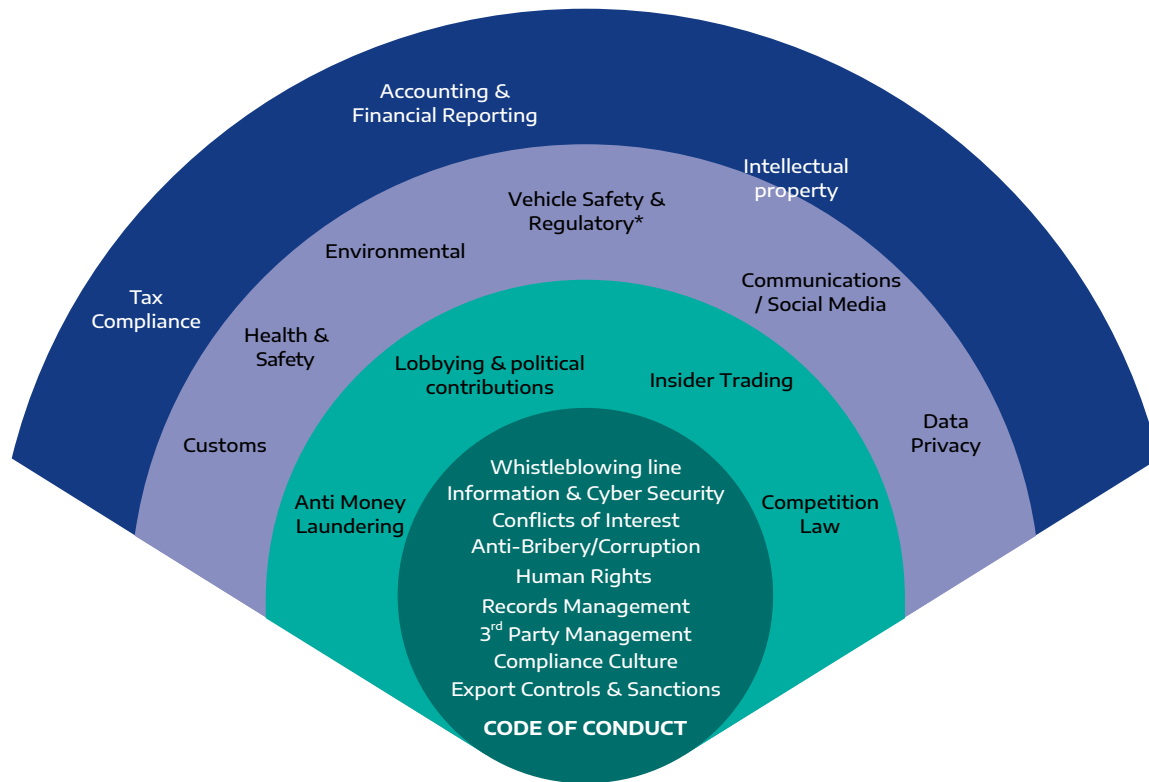 Accounting &
Financial Reporting
Intellectual
property
Tax
Compliance
Vehicle Safety &
Regulatory*
Environmental
Communications
/ Social Media
Health &
Safety
Customs
Data
Privacy
Lobbying & political
contributions
Insider Trading
Anti Money
Laundering
Competition
Law
Whistleblowing line
Information & Cyber Security
Conflicts of Interest
Anti-Bribery/Corruption
Human Rights
Records Management
3rd Party Management
Compliance Culture
Export Controls & Sanctions
CODE OF CONDUCT